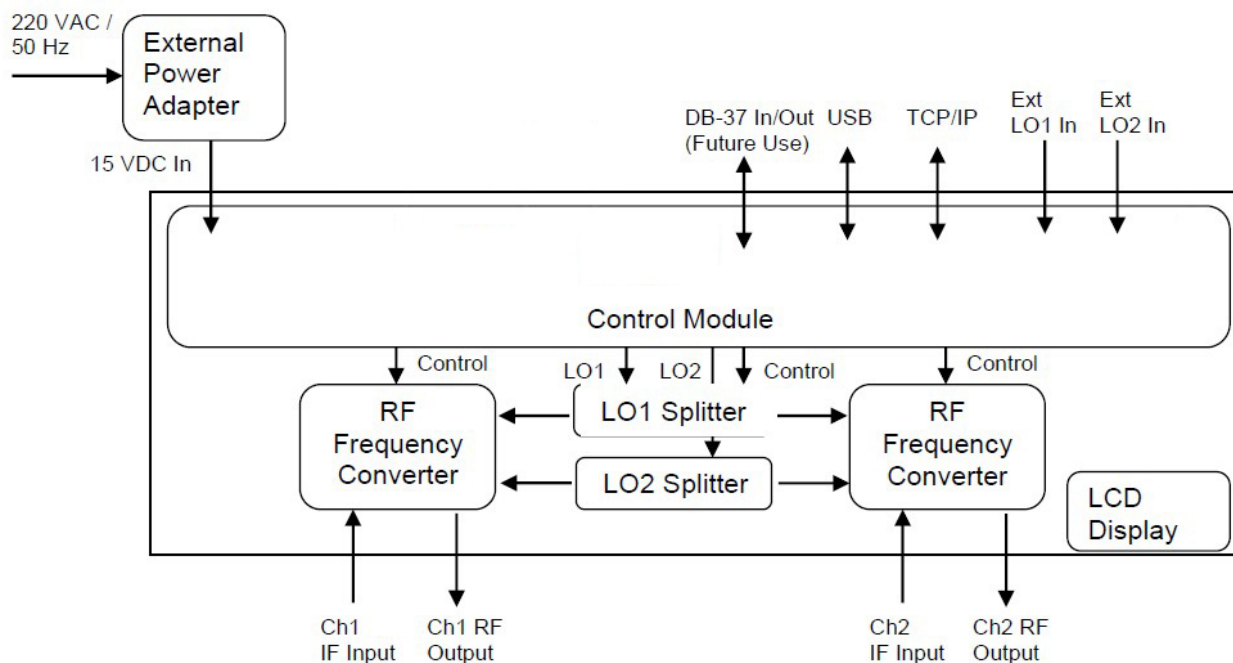 220 VAC /
50 Hz
External
Power
Adapter
15 VDC In
DB-37 In/Out
(Future Use)
USB
TCP/IP
Ext
LO1 In
Ext
LO2 In
Control Module
Control
LO1
LO2
Control
Control
RF
Frequency
Converter
LO1 Splitter
LO2 Splitter
RF
Frequency
Converter
LCD
Display
Ch1
IF Input
Ch1 RF
Output
Ch2
IF Input
Ch2 RF
Output